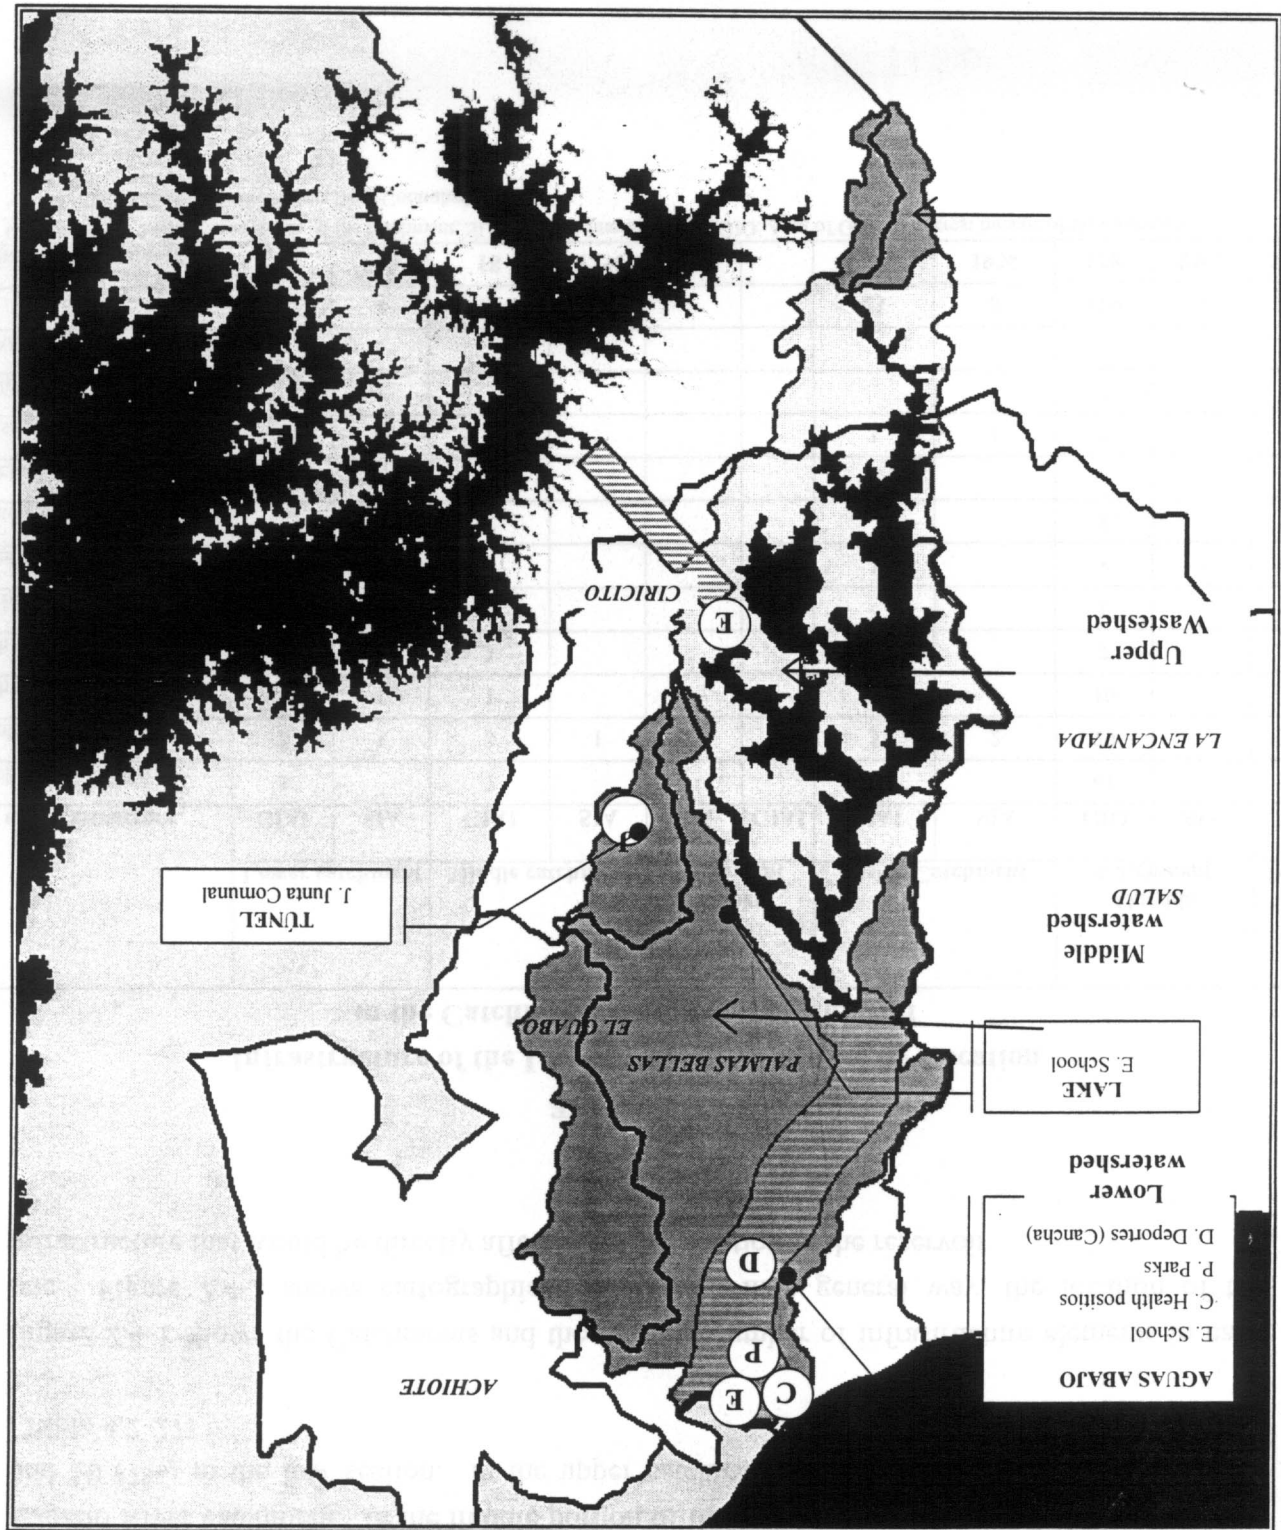 AGUAS ABAJO
E. School
C. Health positios
P. Parks
D. Deportes (Cancha)
Lower
watershed
C
E
P
D
ACHIOTE
LAKE
E. School
PALMAS BELLAS
EL GUABO
Middle
watershed
SALUD
TÚNEL
J. Junta Comunal
J
LA ENCANTADA
Upper
Wasteshed
E
CIRICITO